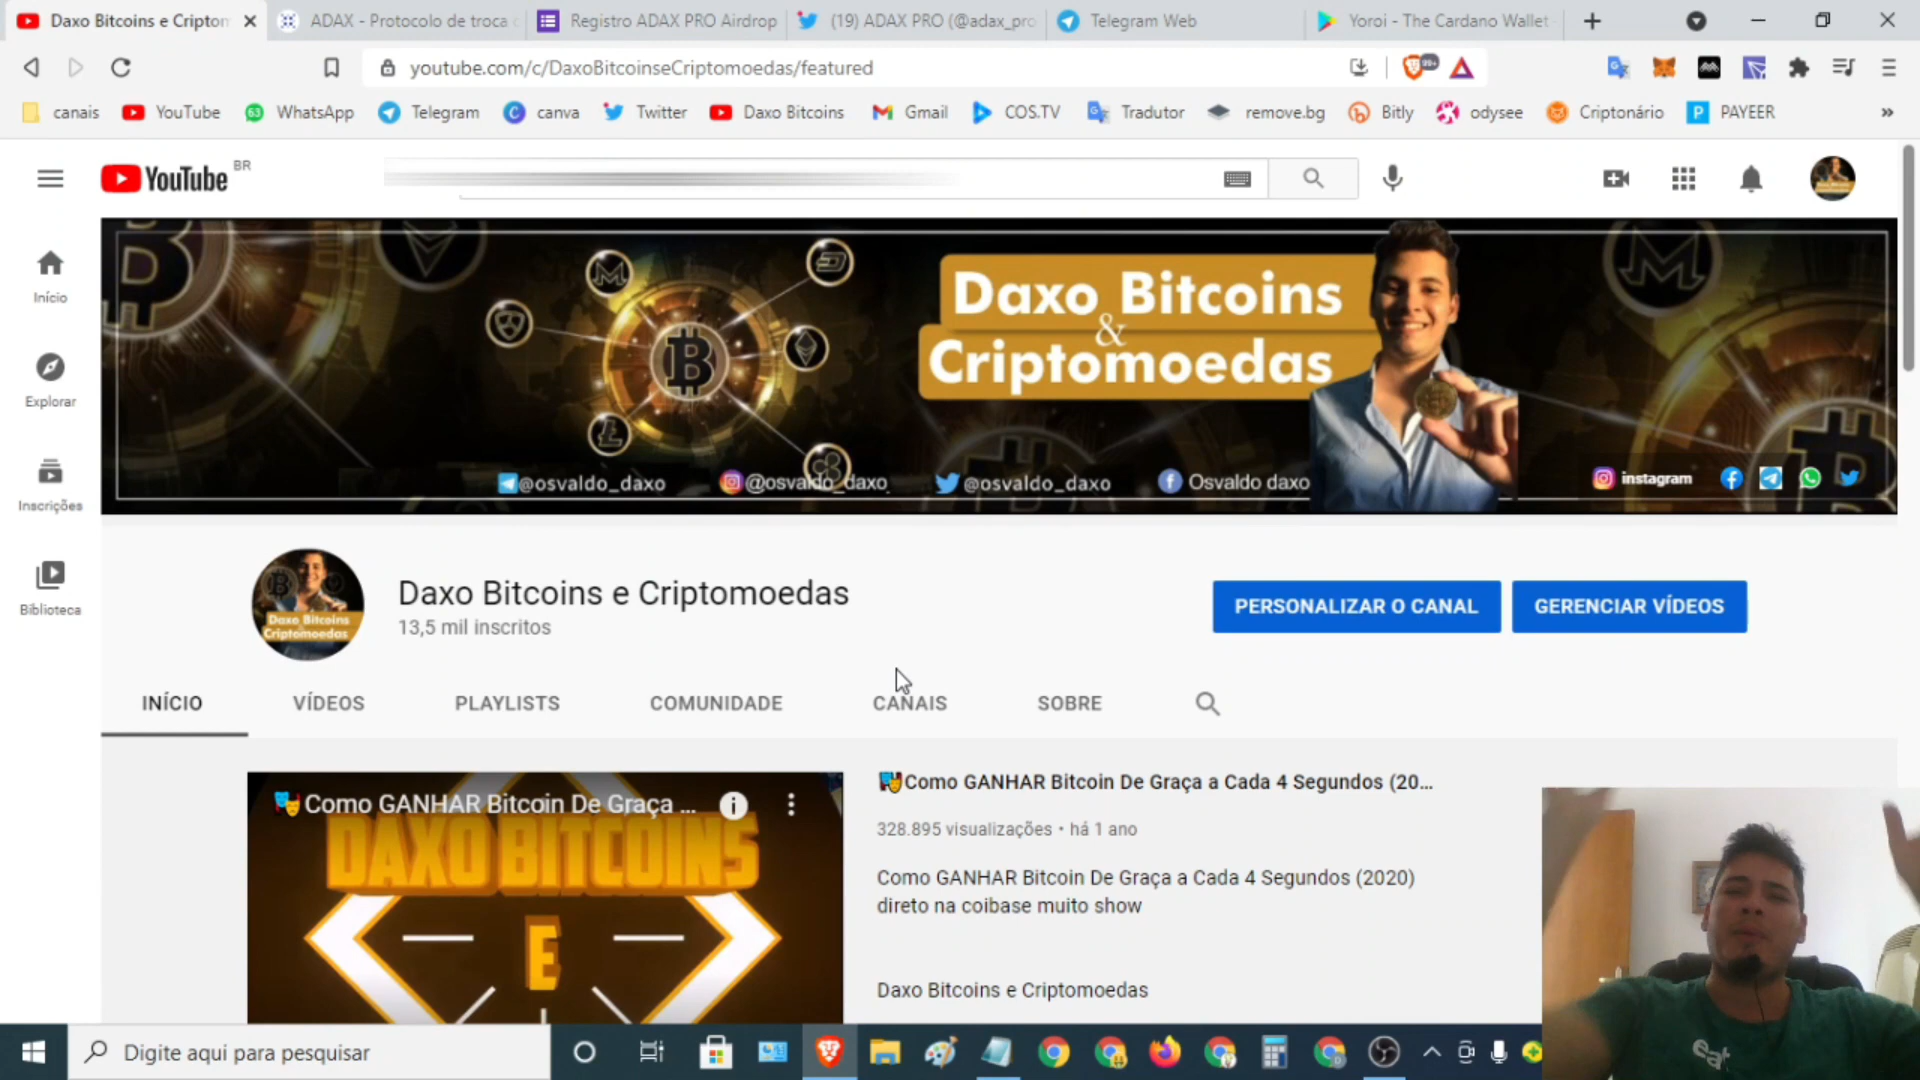 Daxo Bitcoins e Cripton
ADAX - Protocolo de troca
Registro ADAX PRO Airdrop
(19) ADAX PRO (@adax_pro
Telegram Web
Yoroi - The Cardano Wallet
youtube.com/c/DaxoBitcoinseCriptomoedas/featured
99+
canais
YouTube
63
WhatsApp
Telegram
canva
Twitter
Daxo Bitcoins
Gmail
COS.TV
Tradutor
remove.bg
Bitly
odysee
Criptonário
PAYEER
»
YouTube BR
Início
Explorar
Inscrições
Biblioteca
Daxo Bitcoins
&
Criptomoedas
@osvaldo_daxo
@osvaldo_daxo
@osvaldo_daxo
Osvaldo daxo
instagram
Daxo Bitcoins
Criptomoedas
Daxo Bitcoins e Criptomoedas
13,5 mil inscritos
PERSONALIZAR O CANAL
GERENCIAR VÍDEOS
INÍCIO
VÍDEOS
PLAYLISTS
COMUNIDADE
CANAIS
SOBRE
Como GANHAR Bitcoin De Graça ...
DAXO BITCOINS
E
Como GANHAR Bitcoin De Graça a Cada 4 Segundos (20...
328.895 visualizações • há 1 ano
Como GANHAR Bitcoin De Graça a Cada 4 Segundos (2020)
direto na coibase muito show
Daxo Bitcoins e Criptomoedas
eat
Digite aqui para pesquisar